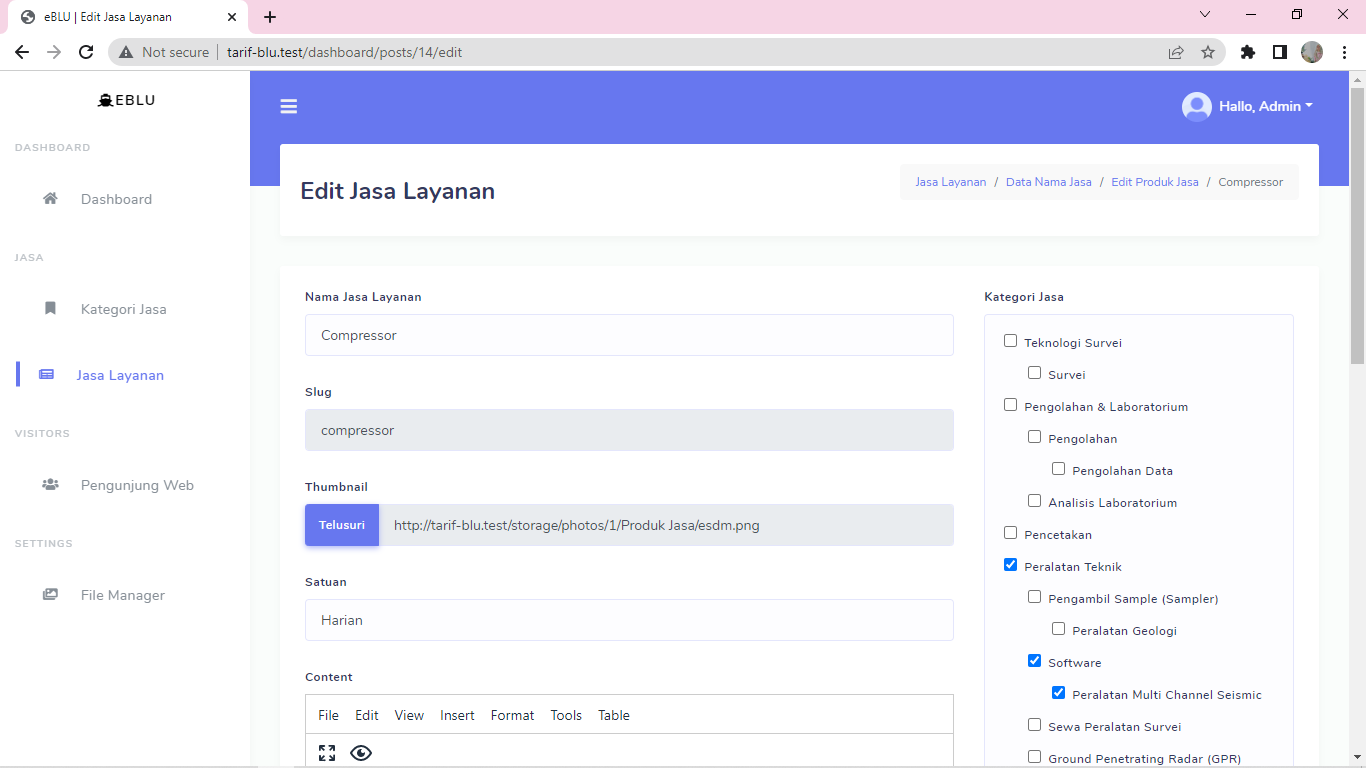 eBLU | Edit Jasa Layanan
Not secure
tarif-blu.test/dashboard/posts/14/edit
EBLU
DASHBOARD
Dashboard
JASA
Kategori Jasa
Jasa Layanan
VISITORS
Pengunjung Web
SETTINGS
File Manager
Hallo, Admin
Edit Jasa Layanan
Jasa Layanan / Data Nama Jasa / Edit Produk Jasa / Compressor
Nama Jasa Layanan
Compressor
Slug
compressor
Thumbnail
Telusuri http://tarif-blu.test/storage/photos/1/Produk Jasa/esdm.png
Satuan
Harian
Content
File Edit View Insert Format Tools Table
Kategori Jasa
Teknologi Survei
Survei
Pengolahan & Laboratorium
Pengolahan
Pengolahan Data
Analisis Laboratorium
Pencetakan
Peralatan Teknik
Pengambil Sample (Sampler)
Peralatan Geologi
Software
Peralatan Multi Channel Seismic
Sewa Peralatan Survei
Ground Penetrating Radar (GPR)